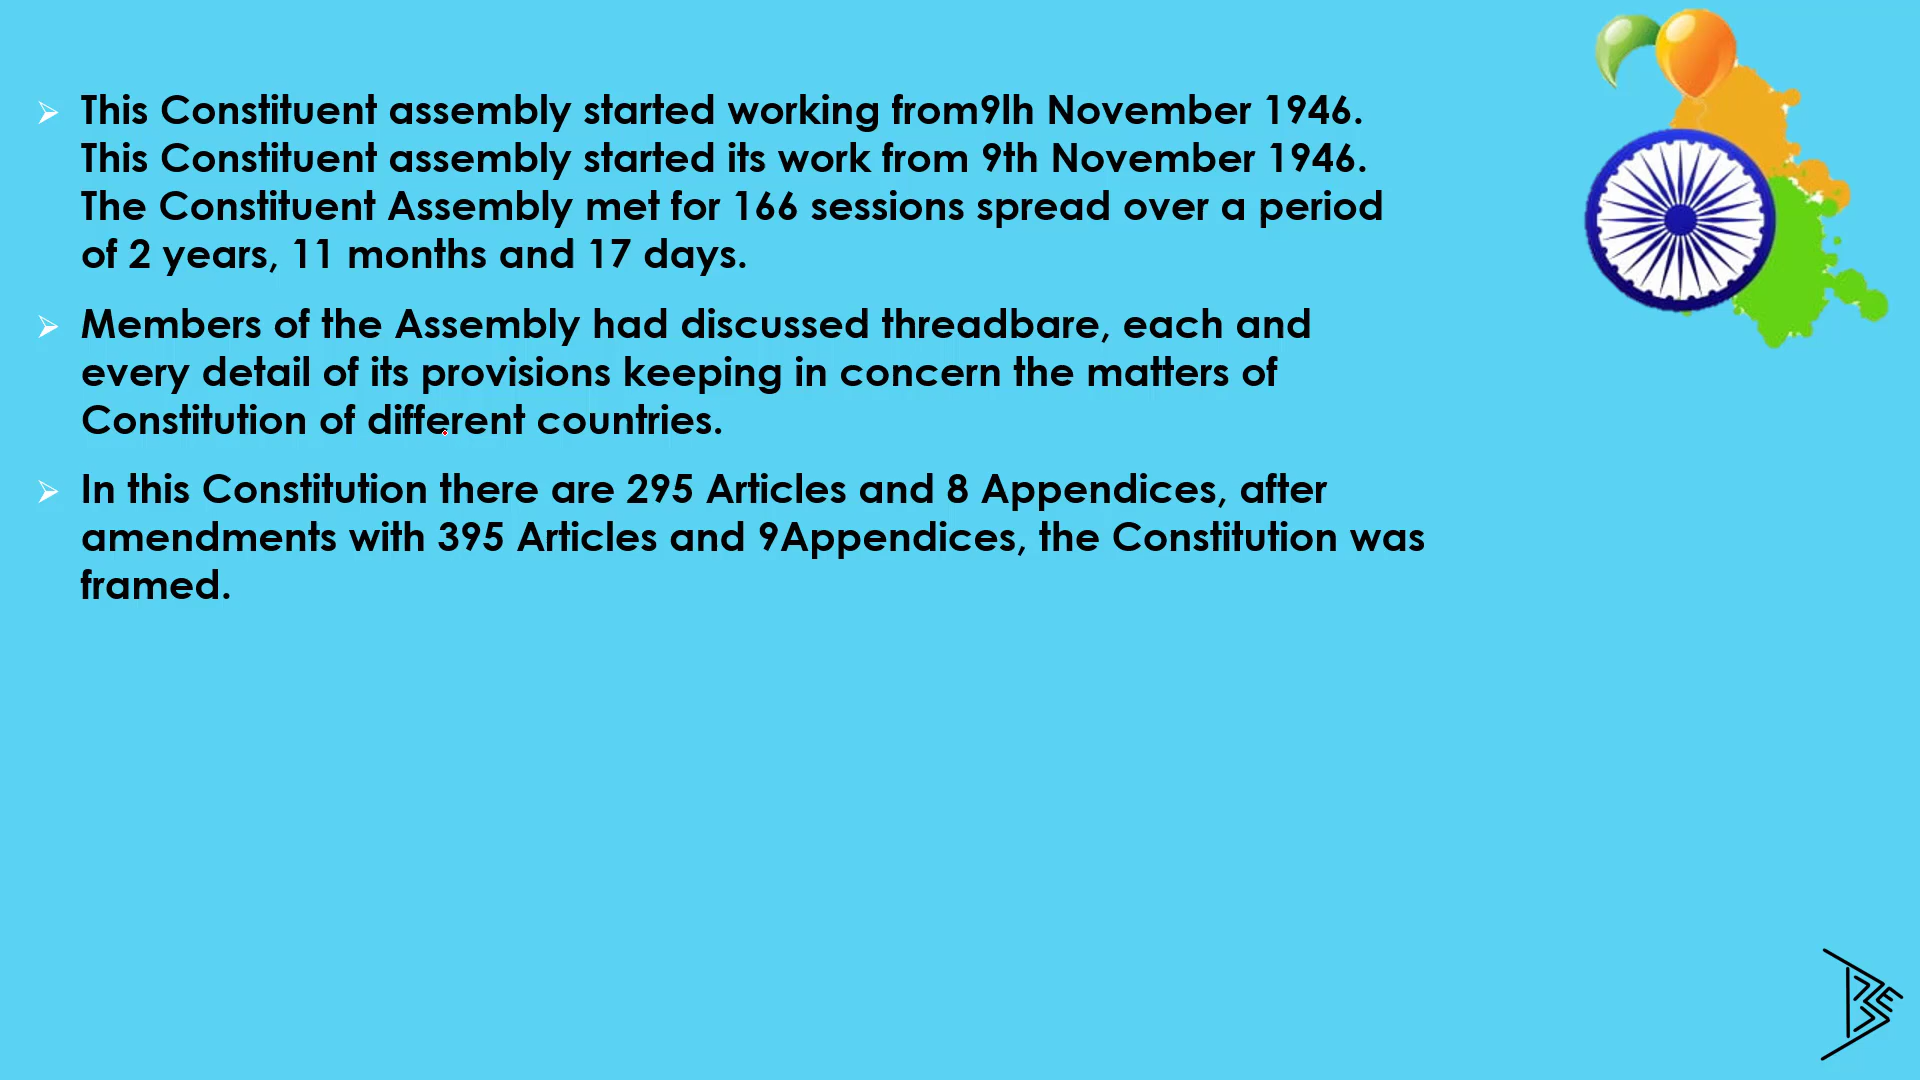 This Constituent assembly started working from9lh November 1946.
This Constituent assembly started its work from 9th November 1946.
The Constituent Assembly met for 166 sessions spread over a period
of 2 years, 11 months and 17 days.
Members of the Assembly had discussed threadbare, each and
every detail of its provisions keeping in concern the matters of
Constitution of different countries.
In this Constitution there are 295 Articles and 8 Appendices, after
amendments with 395 Articles and 9Appendices, the Constitution was
framed.